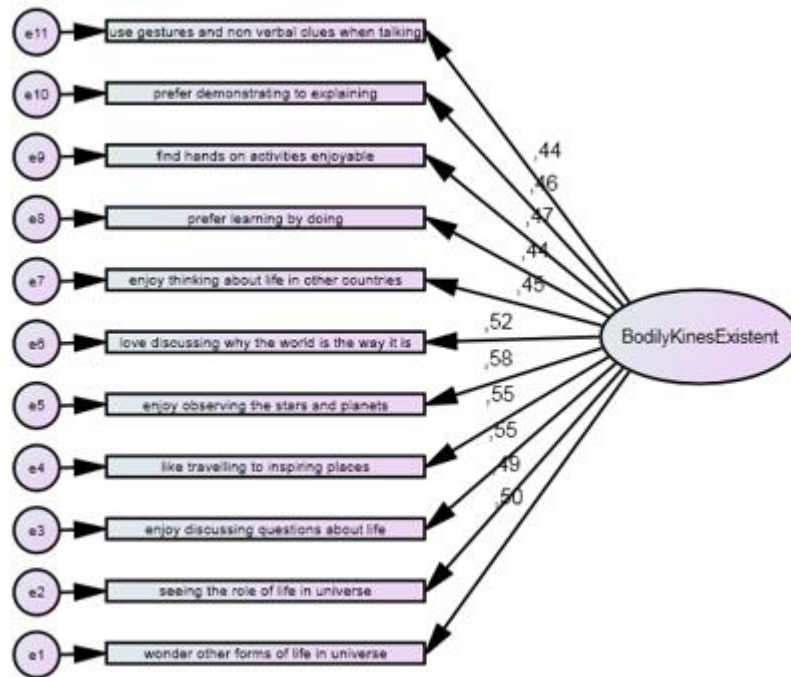 e11 use gestures and non verbal clues when talking
e10 prefer demonstrating to explaining
,44
e9 find hands on activities enjoyable
,46
,47
e8 prefer learning by doing
,44
e7 enjoy thinking about life in other countries
,45
BodilyKinesExistent
e6 love discussing why the world is the way it is
,52
,58
e5 enjoy observing the stars and planets
,55
,55
e4 like travelling to inspiring places
,49
,50
e3 enjoy discussing questions about life
e2 seeing the role of life in universe
e1 wonder other forms of life in universe